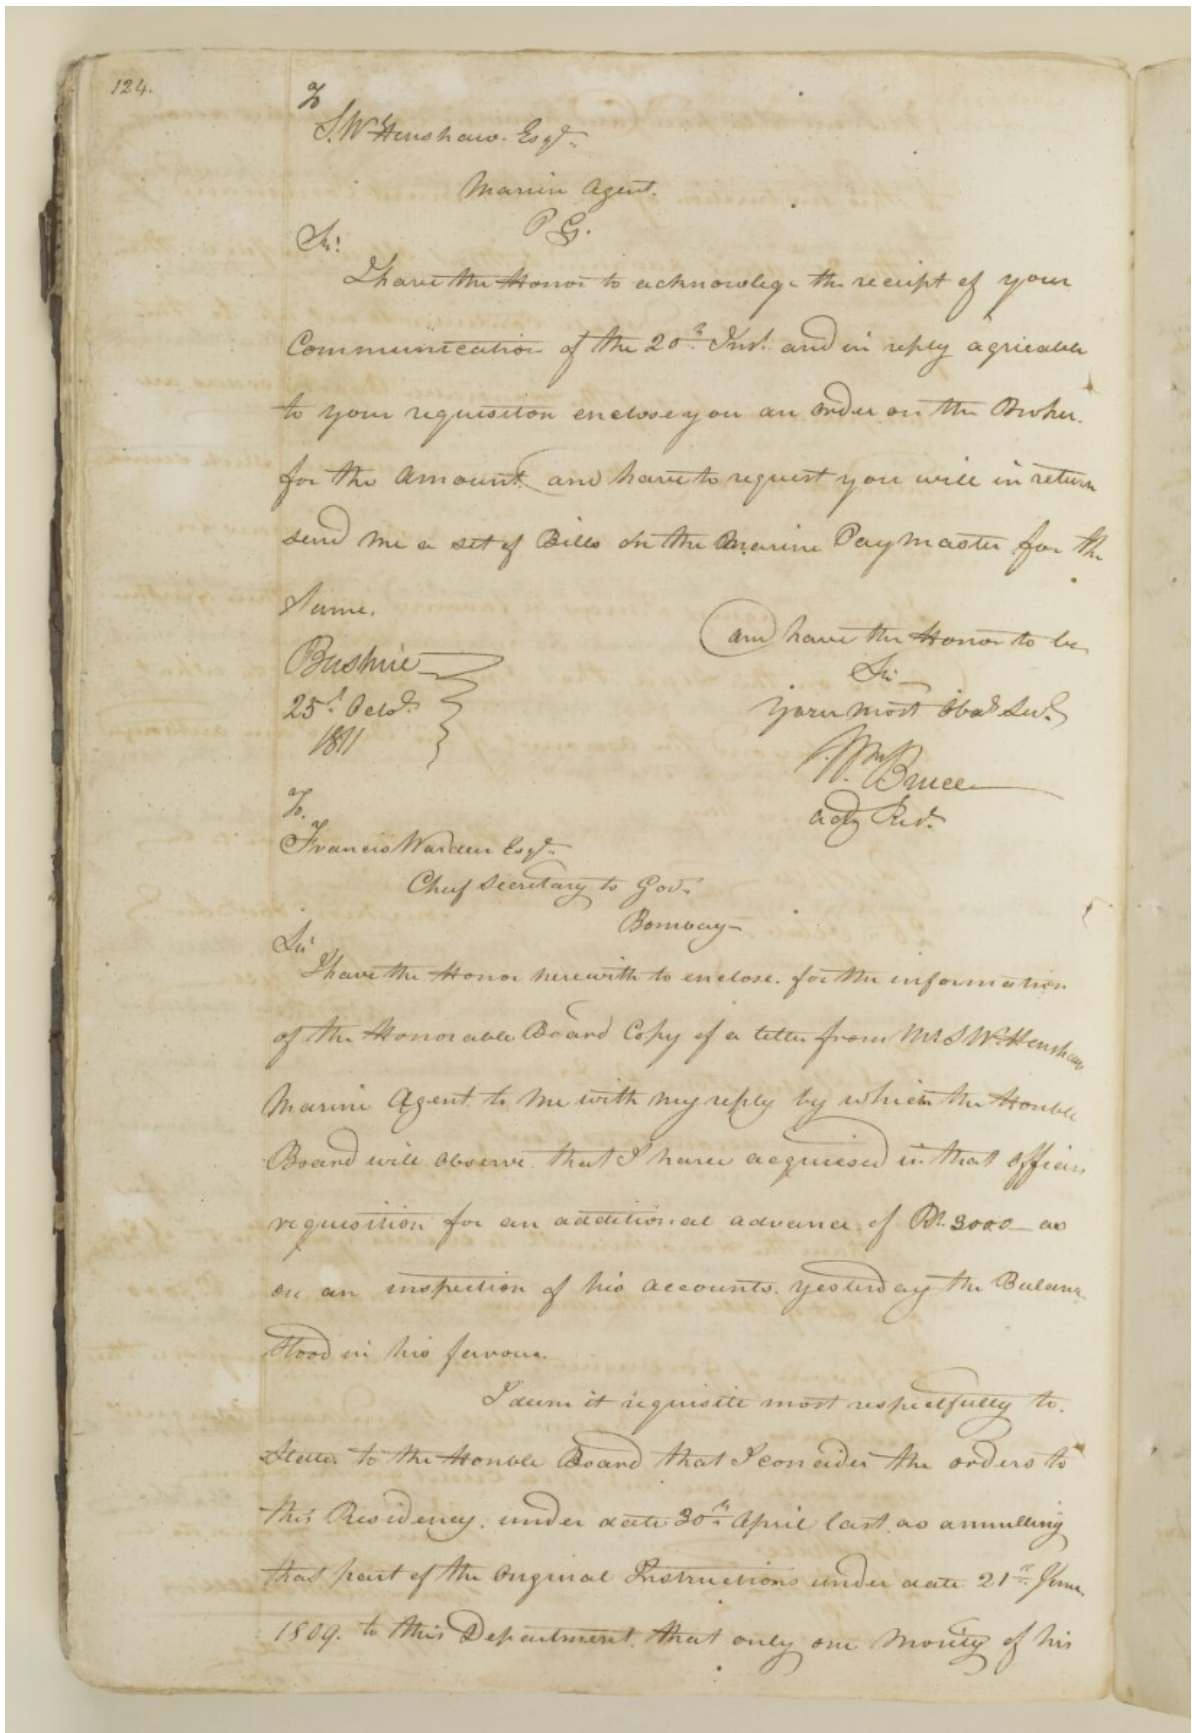 124.
To
S. W. Henshaw. Esqr.
Marine Agent.
P G.
Sir!
I have the Honor to acknowlege the receipt of your
Communication of the 20th Inst. and in reply agreeable
to your requisiton enclose you an order on the Broker.
for the Amount and have to request you will in return
send me a set of Bills on the Marine Paymaster for the
Same.
and have the Honor to be
Sir
Bushire
25th Octor.
1811
your most Obedt Servt.
Wm. Bruce
actg Resd.
To.
Francis Warden Esqr.
Chief Secretary to Govt.
Bombay
Sir
I have the Honor herewith to enclose. for the information
of the Honorable Board Copy of a letter from Mr S W. Henshaw
Marine Agent to me with my reply by which the Honble
Board will observe. that I have acquiesed in that officers
requisition for an additional advance of Rs. 3000 - as
on an inspection of his accounts. yesterday the Balance
stood in his favour.
I deem it requisite most respectfully to.
State. to the Honble Board that I consider the orders to
this Residency. under date 30th April last. as annulling
that part of the Original Instructions under date 21st June.
1809. to this Department. that only one Moiety of his